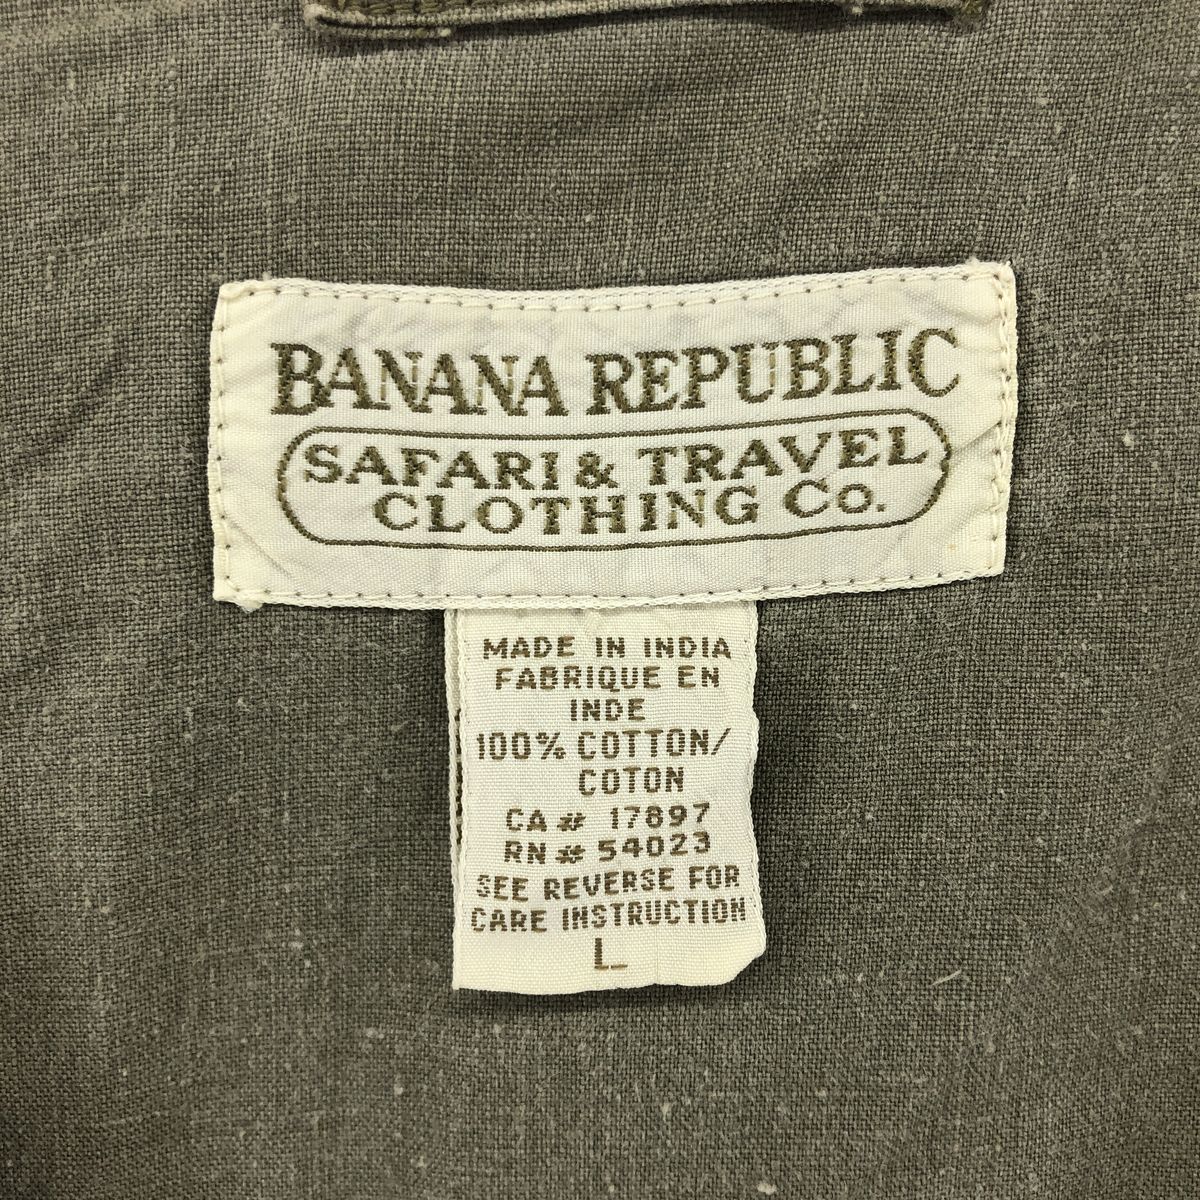 BANANA REPUBLIC
SAFARI & TRAVEL
CLOTHING CO.
MADE IN INDIA
FABRIQUE EN
INDE
100% COTTON/
COTON
CA# 17897
RN# 54023
SEE REVERSE FOR
CARE INSTRUCTION
L